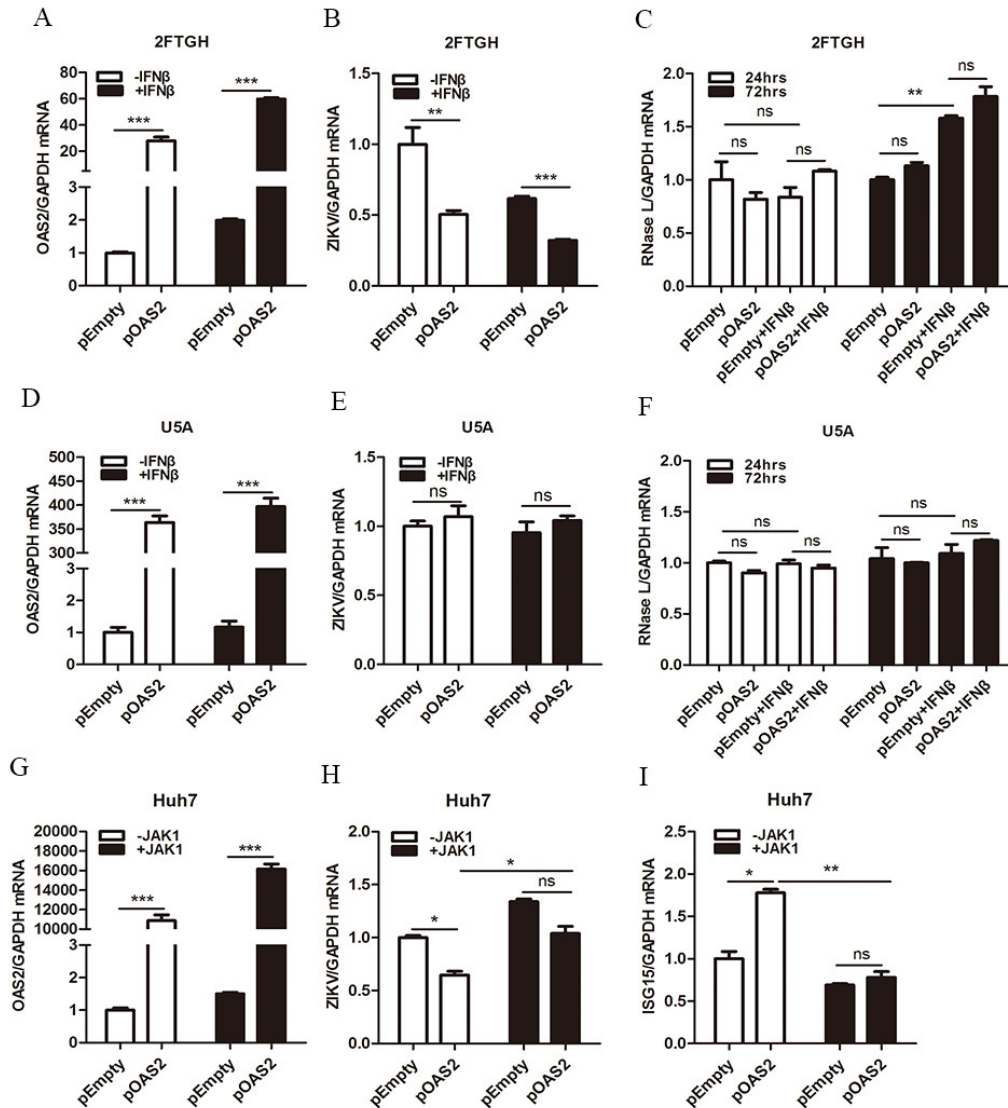 A
2FTGH
-IFNβ
+IFNβ
OAS2/GAPDH mRNA
80
60
40
20
3
2
1
0
***
***
pEmpty
pOAS2
pEmpty
pOAS2
B
2FTGH
-IFNβ
+IFNβ
ZIKV/GAPDH mRNA
1.5
1.0
0.5
0.0
**
***
pEmpty
pOAS2
pEmpty
pOAS2
C
2FTGH
24hrs
72hrs
RNase L/GAPDH mRNA
2.0
1.5
1.0
0.5
0.0
ns
ns
ns
ns
**
ns
pEmpty
pOAS2
pEmpty+IFNβ
pOAS2+IFNβ
pEmpty
pOAS2
pEmpty+IFNβ
pOAS2+IFNβ
D
U5A
-IFNβ
+IFNβ
OAS2/GAPDH mRNA
500
450
400
350
300
3
2
1
0
***
***
pEmpty
pOAS2
pEmpty
pOAS2
E
U5A
-IFNβ
+IFNβ
ZIKV/GAPDH mRNA
1.5
1.0
0.5
0.0
ns
ns
pEmpty
pOAS2
pEmpty
pOAS2
F
U5A
24hrs
72hrs
RNase L/GAPDH mRNA
2.0
1.5
1.0
0.5
0.0
ns
ns
ns
ns
ns
ns
pEmpty
pOAS2
pEmpty+IFNβ
pOAS2+IFNβ
pEmpty
pOAS2
pEmpty+IFNβ
pOAS2+IFNβ
G
Huh7
-JAK1
+JAK1
OAS2/GAPDH mRNA
20000
18000
16000
14000
12000
10000
3
2
1
0
***
***
pEmpty
pOAS2
pEmpty
pOAS2
H
Huh7
-JAK1
+JAK1
ZIKV/GAPDH mRNA
2.0
1.5
1.0
0.5
0.0
*
*
ns
pEmpty
pOAS2
pEmpty
pOAS2
I
Huh7
-JAK1
+JAK1
ISG15/GAPDH mRNA
2.5
2.0
1.5
1.0
0.5
0.0
*
**
ns
pEmpty
pOAS2
pEmpty
pOAS2